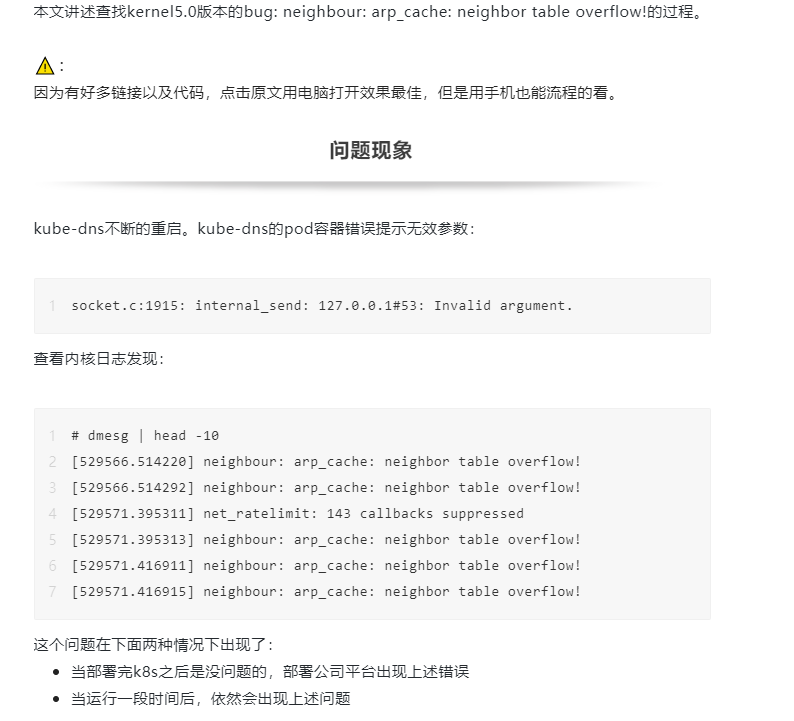 本文讲述查找kernel5.0版本的bug: neighbour: arp_cache: neighbor table overflow!的过程。
⚠：
因为有好多链接以及代码，点击原文用电脑打开效果最佳，但是用手机也能流程的看。
问题现象
kube-dns不断的重启。kube-dns的pod容器错误提示无效参数：
1 socket.c:1915: internal_send: 127.0.0.1#53: Invalid argument.
查看内核日志发现：
1 # dmesg | head -10
2 [529566.514220] neighbour: arp_cache: neighbor table overflow!
3 [529566.514292] neighbour: arp_cache: neighbor table overflow!
4 [529571.395311] net_ratelimit: 143 callbacks suppressed
5 [529571.395313] neighbour: arp_cache: neighbor table overflow!
6 [529571.416911] neighbour: arp_cache: neighbor table overflow!
7 [529571.416915] neighbour: arp_cache: neighbor table overflow!
这个问题在下面两种情况下出现了：
• 当部署完k8s之后是没问题的，部署公司平台出现上述错误
• 当运行一段时间后，依然会出现上述问题